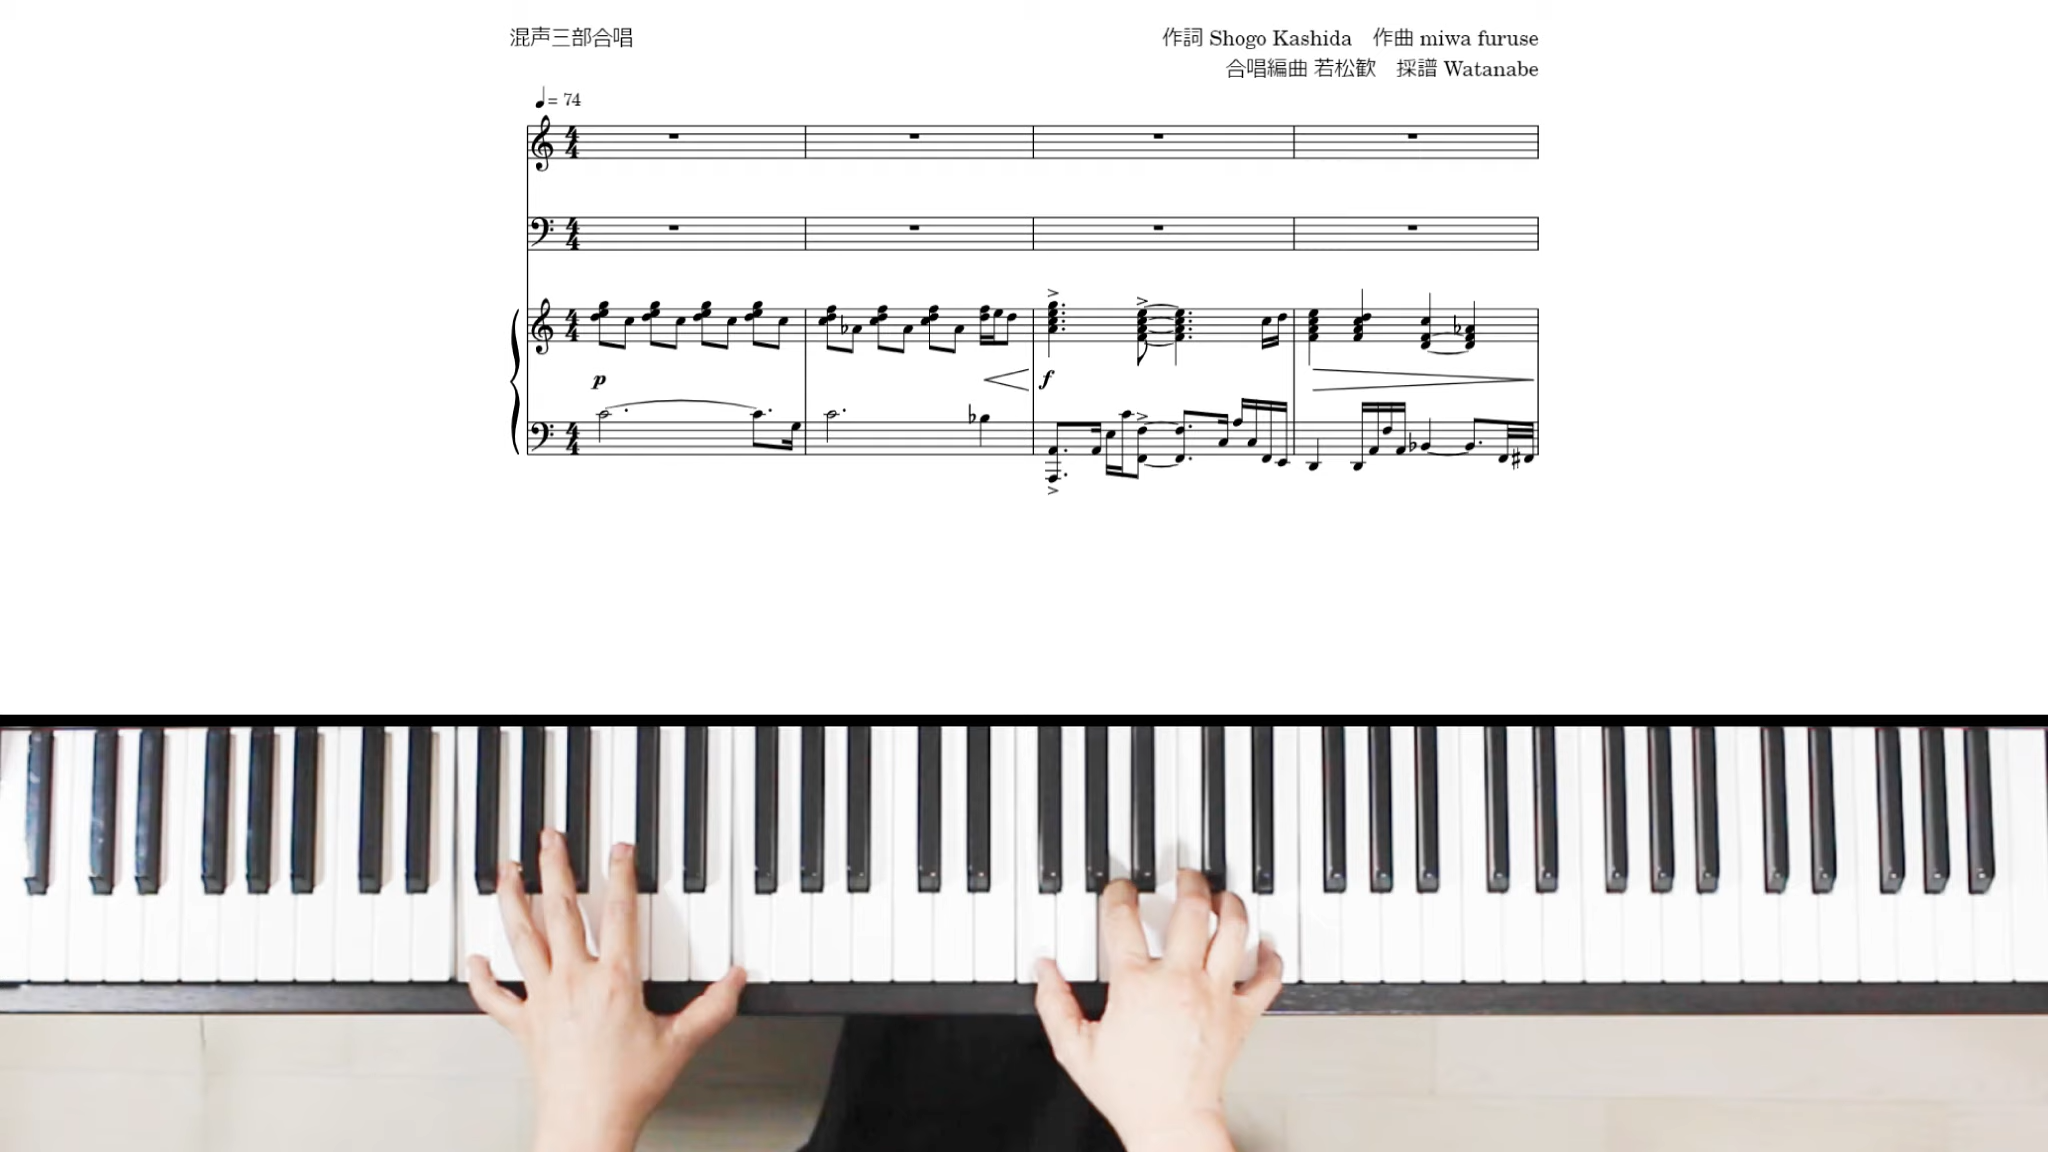 混声三部合唱
作詞 Shogo Kashida　作曲 miwa furuse
合唱編曲 若松歓　採譜 Watanabe
♩= 74
p
f